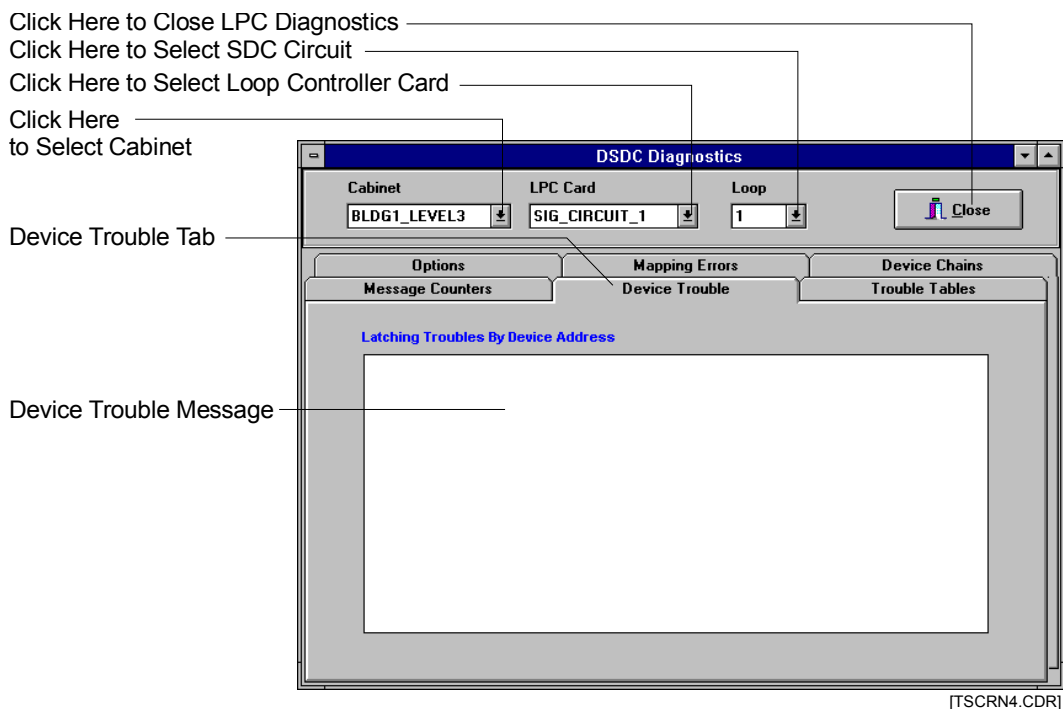 Click Here to Close LPC Diagnostics
Click Here to Select SDC Circuit
Click Here to Select Loop Controller Card
Click Here
to Select Cabinet
DSDC Diagnostics
Cabinet
LPC Card
Loop
BLDG1_LEVEL3
SIG_CIRCUIT_1
1
Close
Device Trouble Tab
Options
Mapping Errors
Device Chains
Message Counters
Device Trouble
Trouble Tables
Latching Troubles By Device Address
Device Trouble Message
[TSCRN4.CDR]